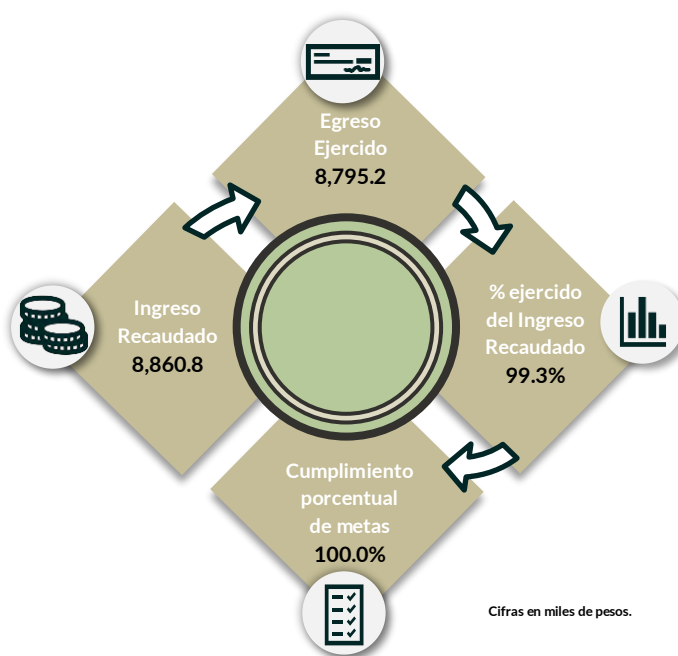 Egreso
Ejercido
8,795.2
Ingreso
Recaudado
8,860.8
% ejercido
del Ingreso
Recaudado
99.3%
Cumplimiento
porcentual
de metas
100.0%
Cifras en miles de pesos.